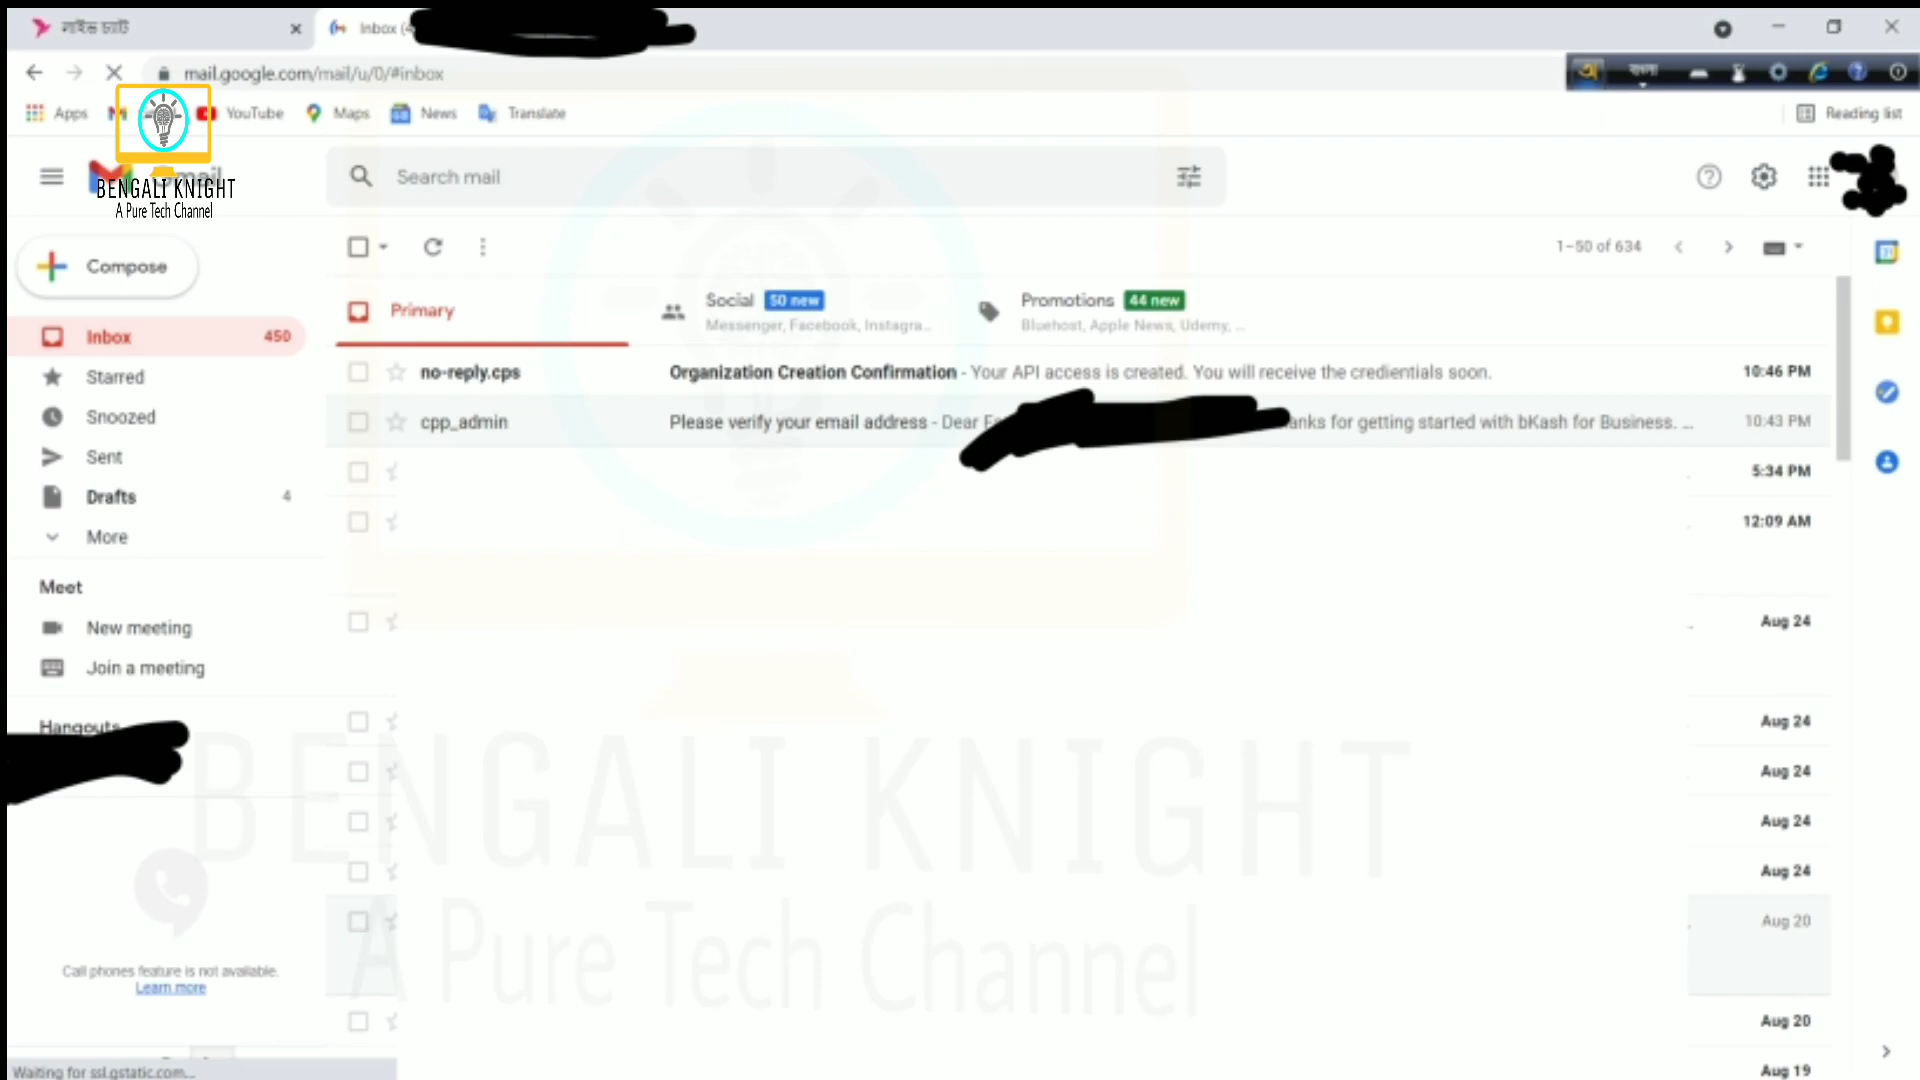 লাইভ চ্যাট
Inbox (4
mail.google.com/mail/u/0/#inbox
বাংলা
Apps
YouTube
Maps
News
Translate
Reading list
Gmail
Search mail
BENGALI KNIGHT
A Pure Tech Channel
Compose
1–50 of 634
Primary
Social 50 new
Messenger, Facebook, Instagra...
Promotions 44 new
Bluehost, Apple News, Udemy, ...
Inbox 450
Starred
Snoozed
Sent
Drafts 4
More
no-reply.cps Organization Creation Confirmation - Your API access is created. You will receive the credientials soon. 10:46 PM
cpp_admin Please verify your email address - Dear anks for getting started with bKash for Business. ... 10:43 PM
5:34 PM
12:09 AM
Aug 24
Aug 24
Aug 24
Aug 24
Aug 24
Aug 20
Aug 20
Aug 19
Meet
New meeting
Join a meeting
Hangouts
BENGALI KNIGHT
A Pure Tech Channel
Call phones feature is not available.
Learn more
Waiting for ssl.gstatic.com...